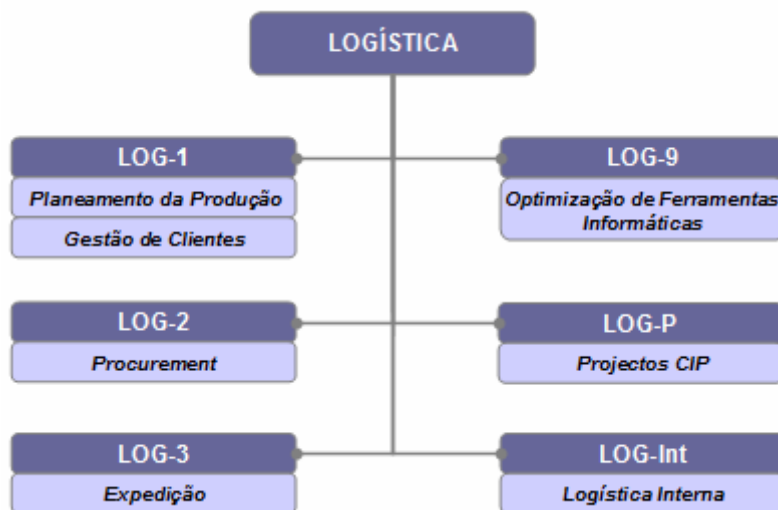 LOGÍSTICA
LOG-1
Planeamento da Produção
Gestão de Clientes
LOG-9
Optimização de Ferramentas
Informáticas
LOG-2
Procurement
LOG-P
Projectos CIP
LOG-3
Expedição
LOG-Int
Logística Interna